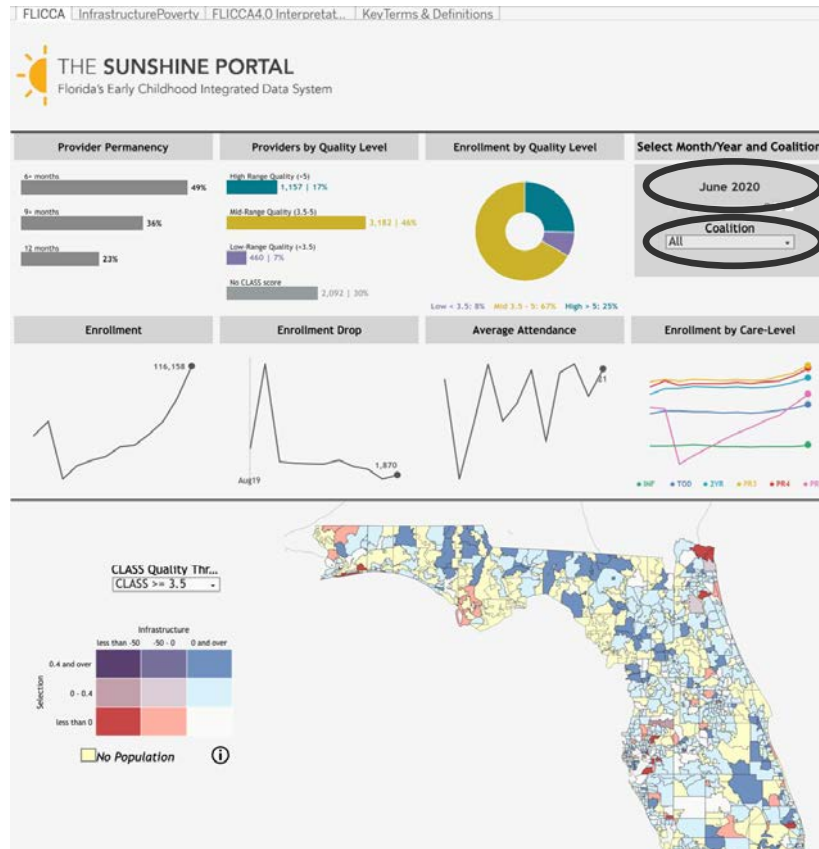 FLICCA
InfrastructurePoverty
FLICCA4.0 Interpretat...
KeyTerms & Definitions
THE SUNSHINE PORTAL
Florida's Early Childhood Integrated Data System
Provider Permanency
6+ months
49%
9+ months
36%
12 months
23%
Providers by Quality Level
High Range Quality (>5)
1,157 | 17%
Mid-Range Quality (3.5-5)
3,182 | 46%
Low-Range Quality (<3.5)
460 | 7%
No CLASS score
2,092 | 30%
Enrollment by Quality Level
Low < 3.5: 8% Mid 3.5 - 5: 67% High > 5: 25%
Select Month/Year and Coalition
June 2020
Coalition
All
Enrollment
116,158
Enrollment Drop
1,870
Aug19
Average Attendance
21
Enrollment by Care-Level
INF TOD 2YR PR3 PR4 PR
CLASS Quality Thr...
CLASS >= 3.5
Infrastructure
less than -50 -50 - 0 0 and over
Selection
0.4 and over
0 - 0.4
less than 0
No Population